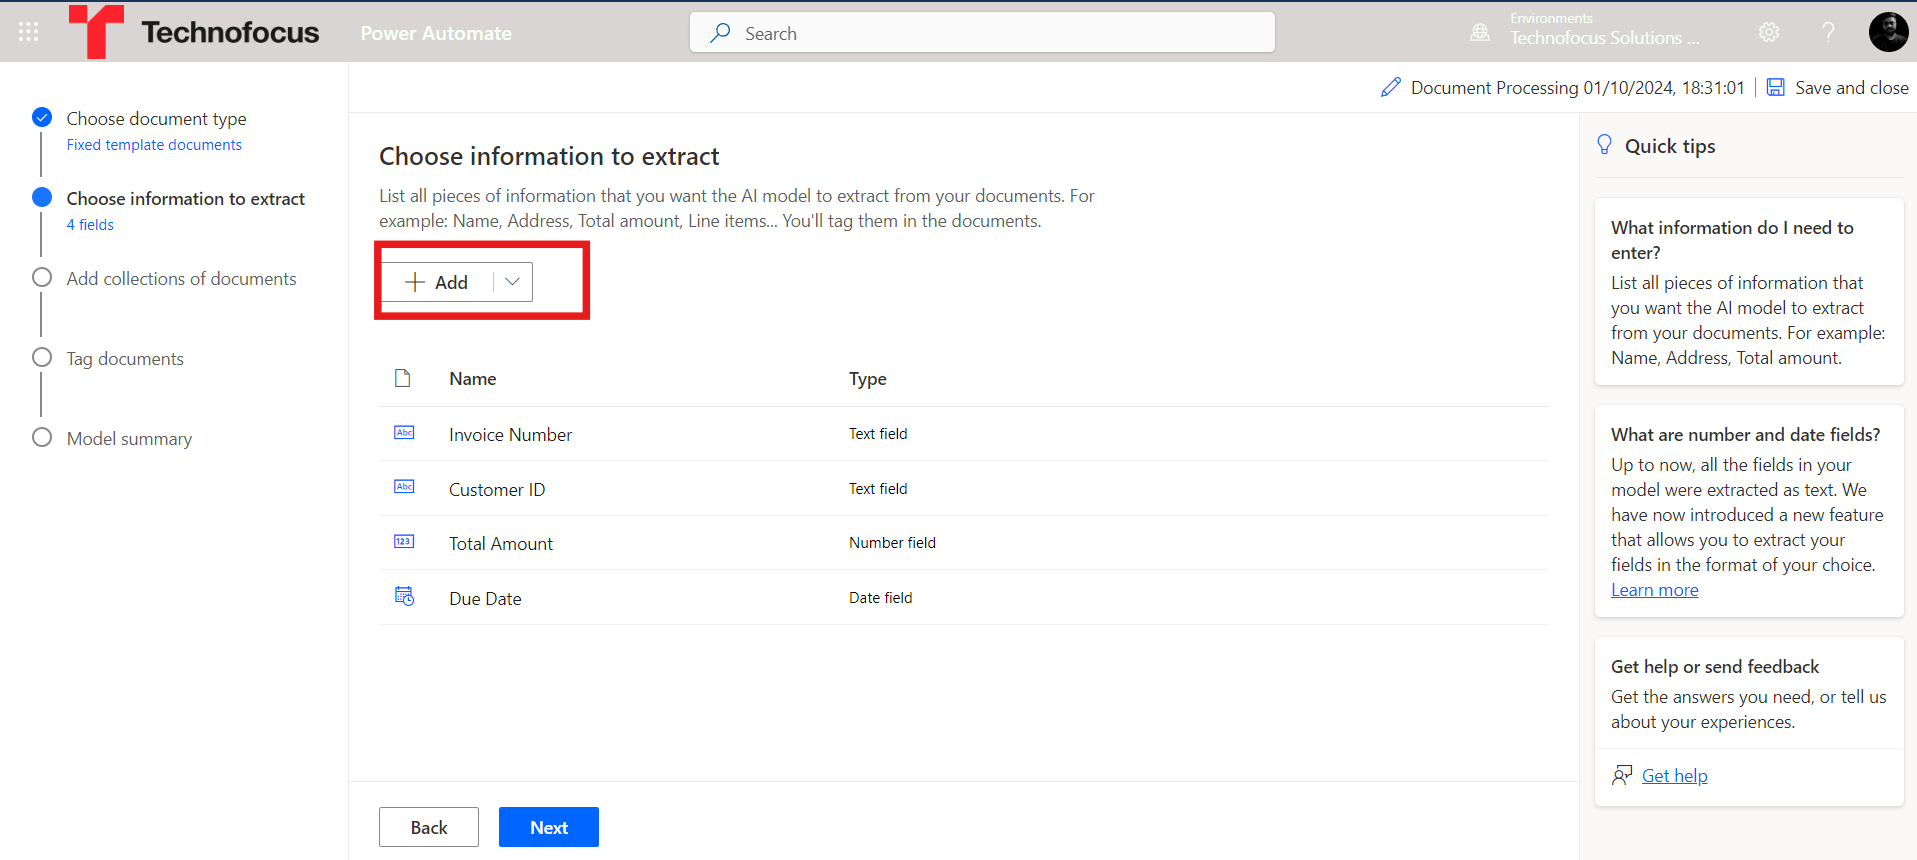 Technofocus
Power Automate
Search
Environments
Technofocus Solutions ...
Document Processing 01/10/2024, 18:31:01
Save and close
Choose document type
Fixed template documents
Choose information to extract
4 fields
Add collections of documents
Tag documents
Model summary
Choose information to extract
List all pieces of information that you want the AI model to extract from your documents. For
example: Name, Address, Total amount, Line items... You'll tag them in the documents.
Add
Name Type
Abc Invoice Number Text field
Abc Customer ID Text field
123 Total Amount Number field
Due Date Date field
Back
Next
Quick tips
What information do I need to
enter?
List all pieces of information that
you want the AI model to extract
from your documents. For example:
Name, Address, Total amount.
What are number and date fields?
Up to now, all the fields in your
model were extracted as text. We
have now introduced a new feature
that allows you to extract your
fields in the format of your choice.
Learn more
Get help or send feedback
Get the answers you need, or tell us
about your experiences.
Get help